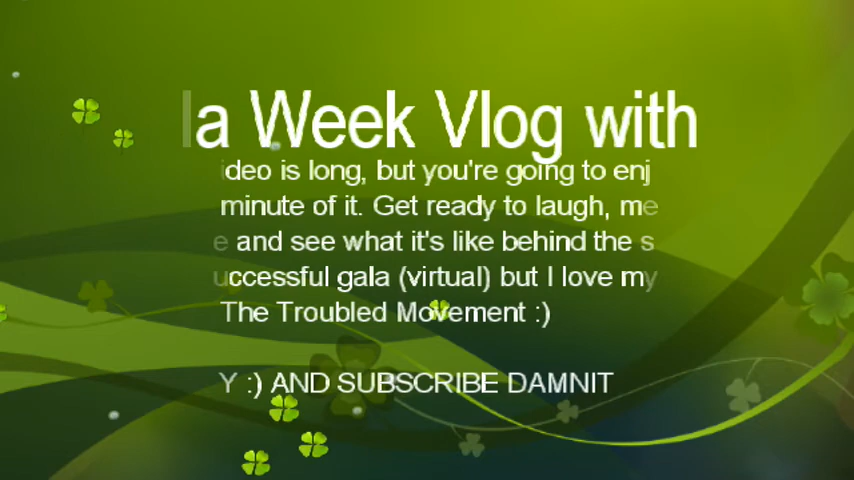 la Week Vlog with
ideo is long, but you're going to enj
minute of it. Get ready to laugh, me
e and see what it's like behind the s
uccessful gala (virtual) but I love my
The Troubled Movement :)
Y :) AND SUBSCRIBE DAMNIT